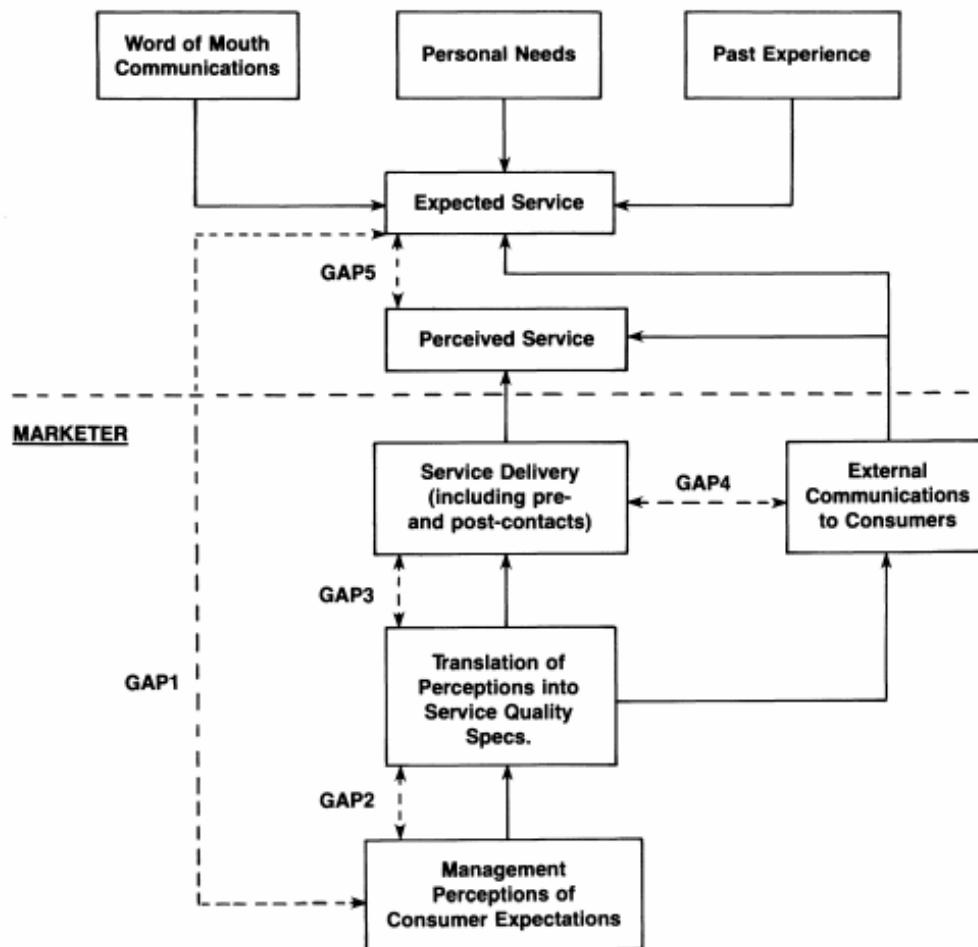 Word of Mouth
Communications
Personal Needs
Past Experience
Expected Service
GAP5
Perceived Service
MARKETER
Service Delivery
(including pre-
and post-contacts)
GAP4
External
Communications
to Consumers
GAP3
GAP1
Translation of
Perceptions into
Service Quality
Specs.
GAP2
Management
Perceptions of
Consumer Expectations